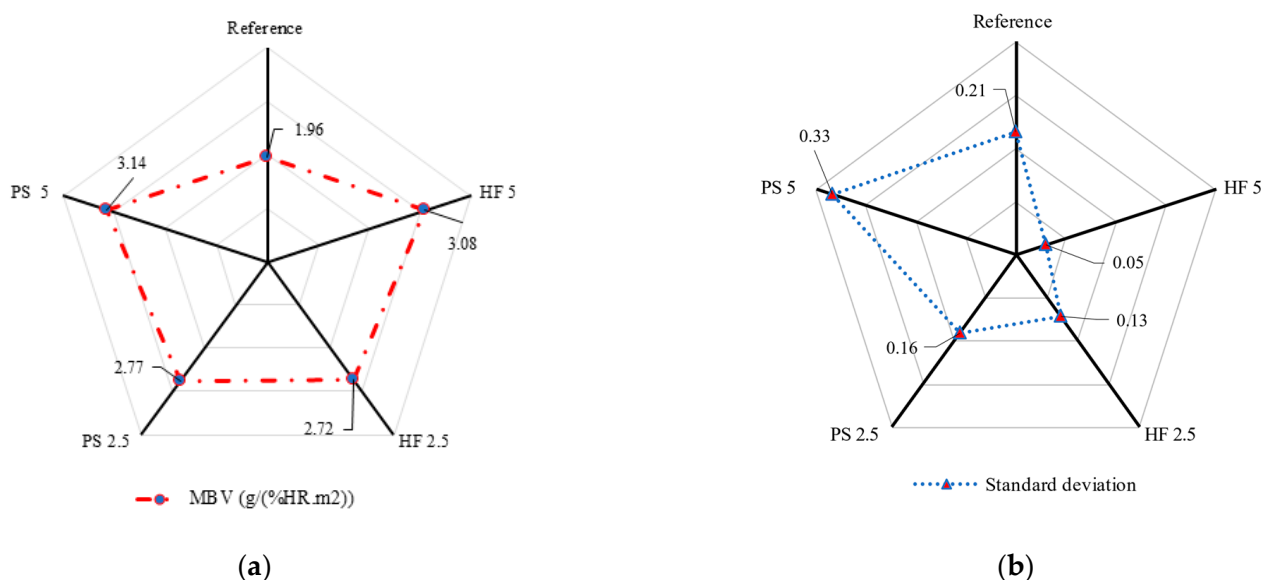 Reference
1.96
3.14
PS 5
HF 5
3.08
2.77
2.72
PS 2.5
HF 2.5
MBV (g/(%HR.m2))
(a)
Reference
0.21
0.33
PS 5
HF 5
0.05
0.13
0.16
PS 2.5
HF 2.5
Standard deviation
(b)